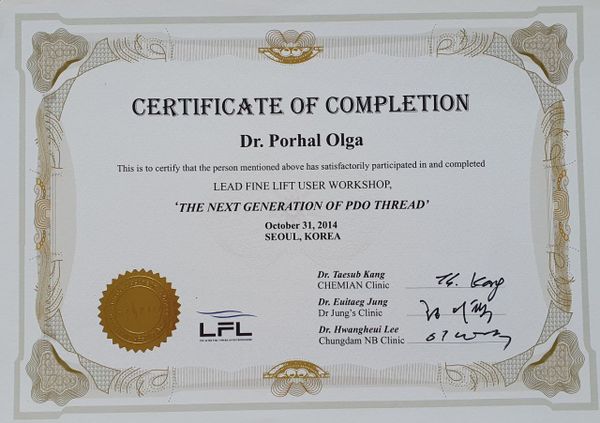 CERTIFICATE OF COMPLETION
Dr. Porhal Olga
This is to certify that the person mentioned above has satisfactorily participated in and completed
LEAD FINE LIFT USER WORKSHOP,
‘THE NEXT GENERATION OF PDO THREAD’
October 31, 2014
SEOUL, KOREA
Dr. Taesub Kang
CHEMIAN Clinic
Dr. Euitaeg Jung
Dr Jung's Clinic
Dr. Hwangheui Lee
Chungdam NB Clinic
LFL